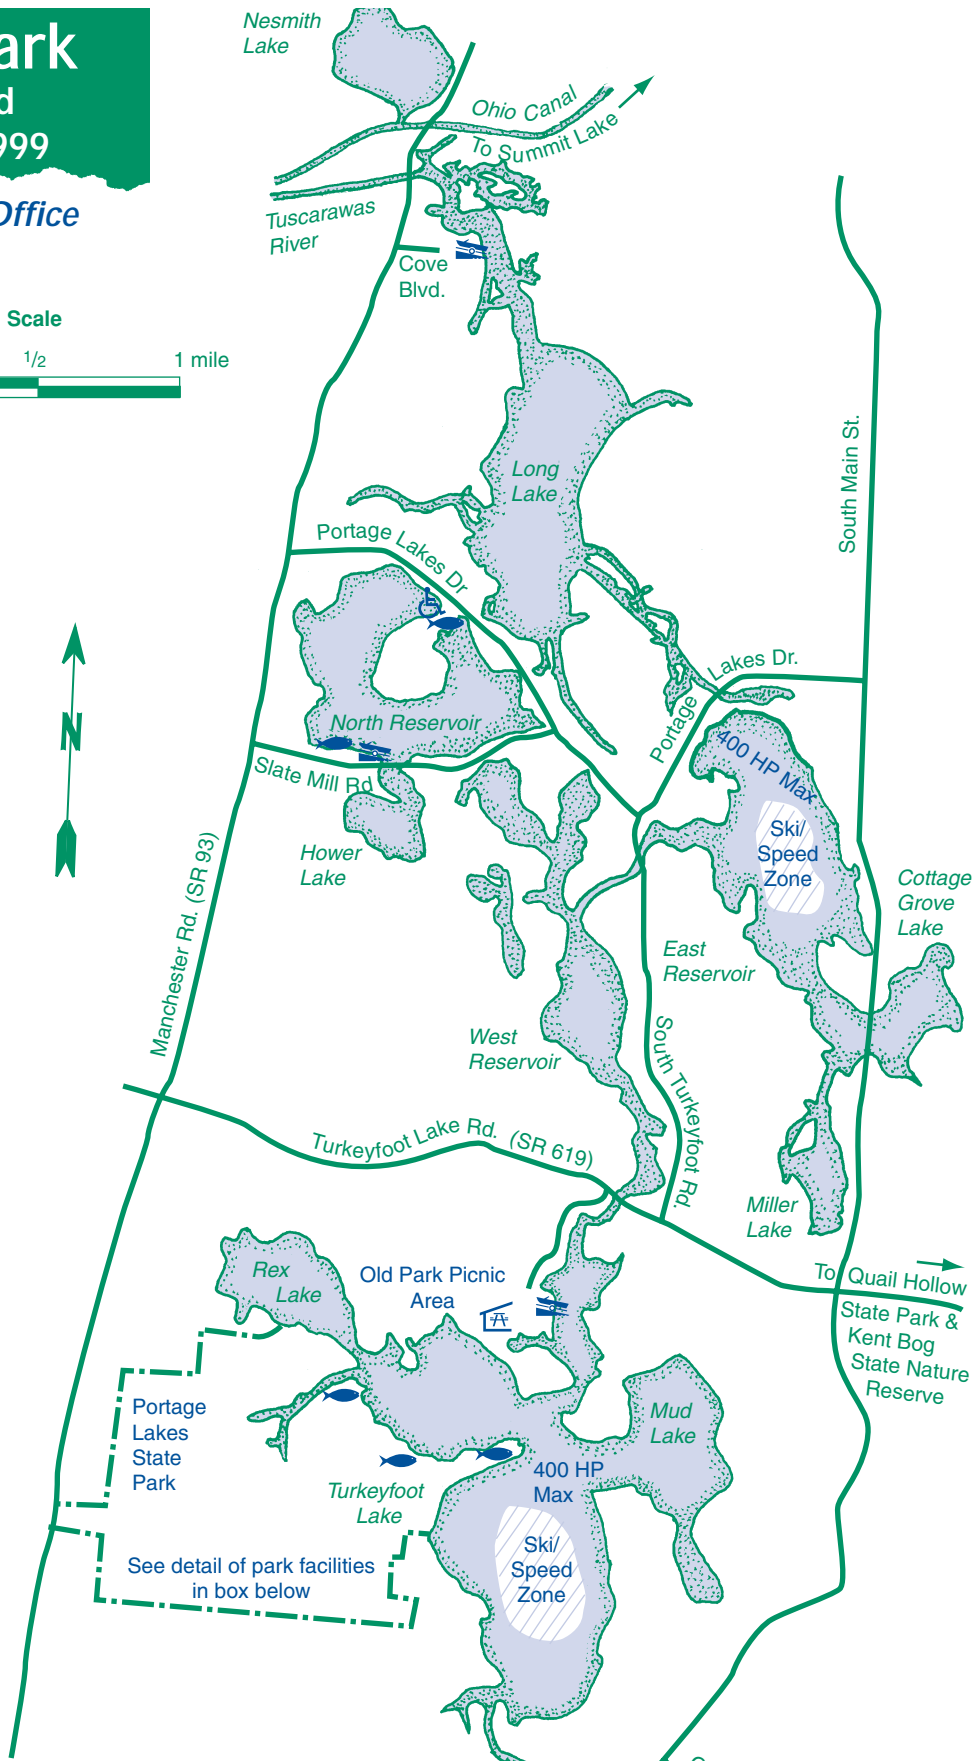 ark
d
999
Office
Scale
1/2
1 mile
Nesmith
Lake
Ohio Canal
To Summit Lake
Tuscarawas
River
Cove
Blvd.
Long
Lake
South Main St.
Portage Lakes Dr
Portage Lakes Dr.
North Reservoir
N
Slate Mill Rd
400 HP Max
Ski/
Speed
Zone
Hower
Lake
Cottage
Grove
Lake
Manchester Rd. (SR 93)
East
Reservoir
West
Reservoir
South Turkeyfoot Rd.
Turkeyfoot Lake Rd. (SR 619)
Miller
Lake
Rex
Lake
Old Park Picnic
Area
To Quail Hollow
State Park &
Kent Bog
State Nature
Reserve
Portage
Lakes
State
Park
Mud
Lake
400 HP
Max
Turkeyfoot
Lake
Ski/
Speed
Zone
See detail of park facilities
in box below